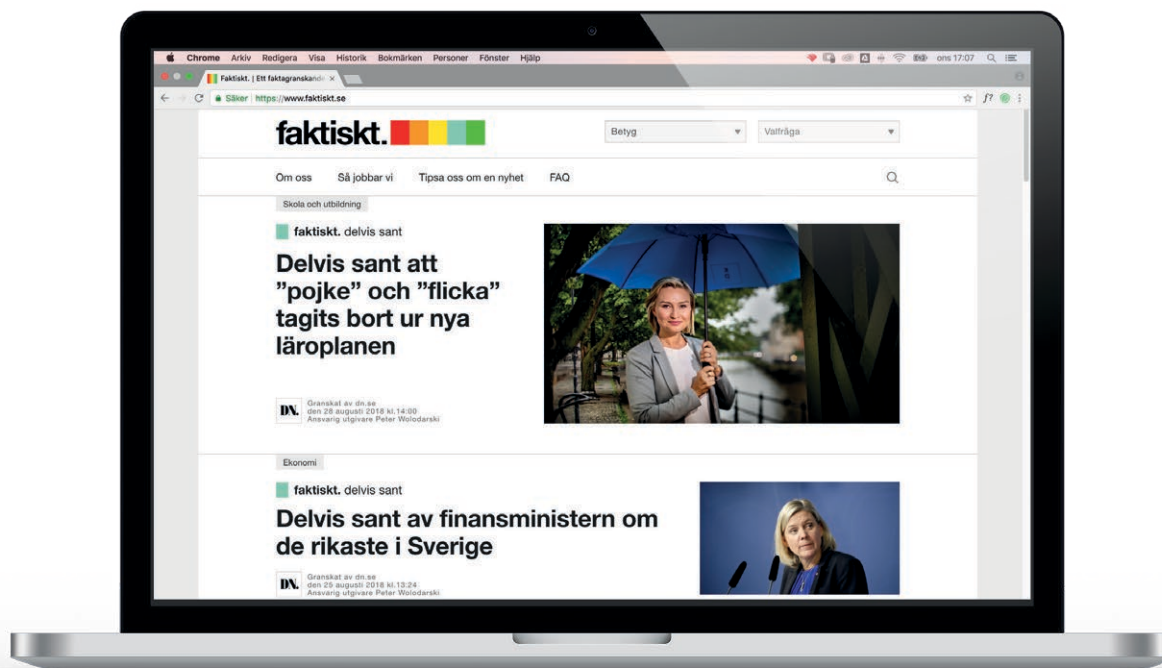 Chrome Arkiv Redigera Visa Historik Bokmärken Personer Fönster Hjälp ons 17:07
Faktiskt. | Ett faktagranskande
Säker https://www.faktiskt.se
faktiskt.
Betyg
Valfråga
Om oss Så jobbar vi Tipsa oss om en nyhet FAQ
Skola och utbildning
faktiskt. delvis sant
Delvis sant att
”pojke” och ”flicka”
tagits bort ur nya
läroplanen
DN.
Granskat av dn.se
den 28 augusti 2018 kl.14:00
Ansvarig utgivare Peter Wolodarski
Ekonomi
faktiskt. delvis sant
Delvis sant av finansministern om
de rikaste i Sverige
DN.
Granskat av dn.se
den 25 augusti 2018 kl.13:24
Ansvarig utgivare Peter Wolodarski